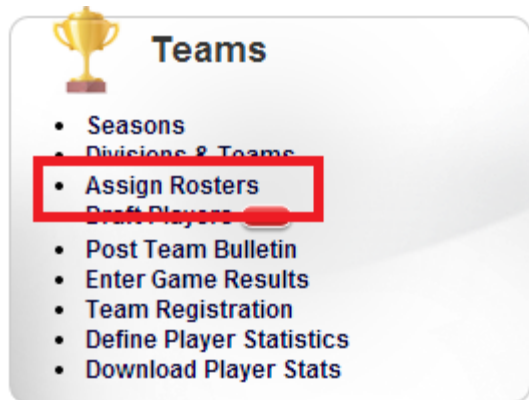 Teams
Seasons
Divisions & Teams
Assign Rosters
Draft Players
Post Team Bulletin
Enter Game Results
Team Registration
Define Player Statistics
Download Player Stats